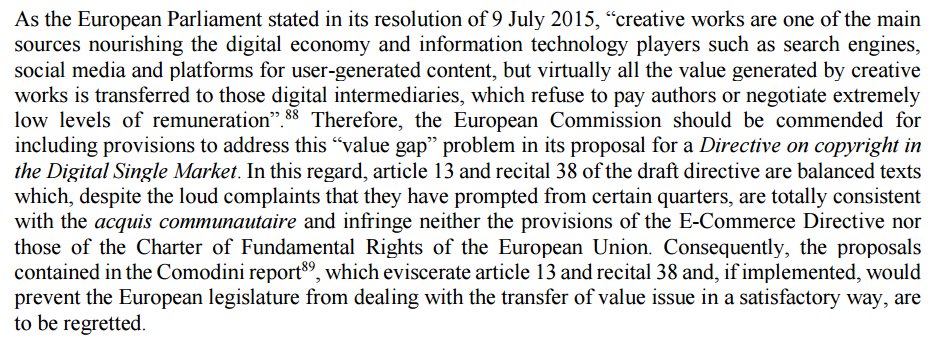 As the European Parliament stated in its resolution of 9 July 2015, “creative works are one of the main
sources nourishing the digital economy and information technology players such as search engines,
social media and platforms for user-generated content, but virtually all the value generated by creative
works is transferred to those digital intermediaries, which refuse to pay authors or negotiate extremely
low levels of remuneration”.⁸⁸ Therefore, the European Commission should be commended for
including provisions to address this “value gap” problem in its proposal for a Directive on copyright in
the Digital Single Market. In this regard, article 13 and recital 38 of the draft directive are balanced texts
which, despite the loud complaints that they have prompted from certain quarters, are totally consistent
with the acquis communautaire and infringe neither the provisions of the E-Commerce Directive nor
those of the Charter of Fundamental Rights of the European Union. Consequently, the proposals
contained in the Comodini report⁸⁹, which eviscerate article 13 and recital 38 and, if implemented, would
prevent the European legislature from dealing with the transfer of value issue in a satisfactory way, are
to be regretted.